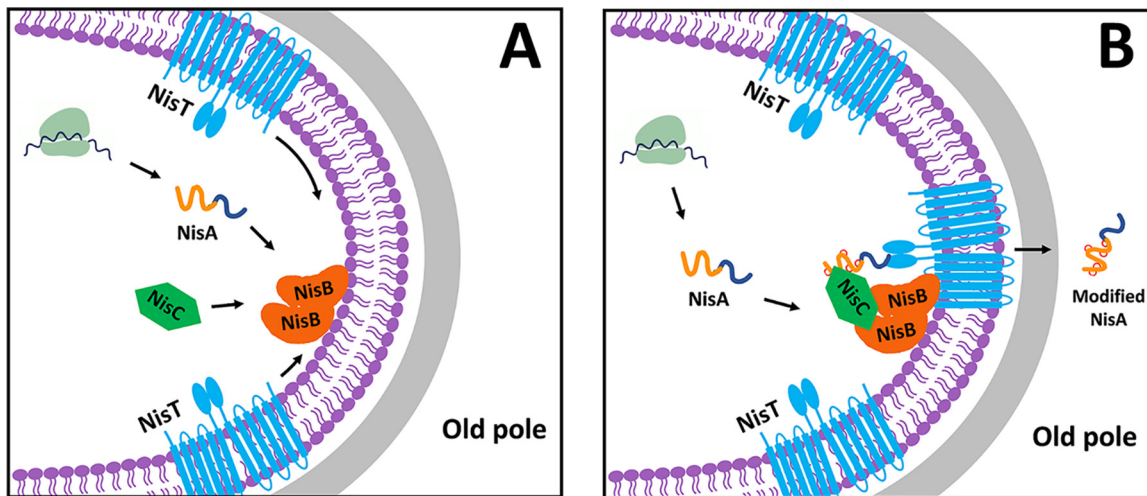 A
NisT
NisA
NisC
NisB
NisB
NisT
Old pole
B
NisT
NisA
NisC
NisB
NisB
Modified
NisA
NisT
Old pole